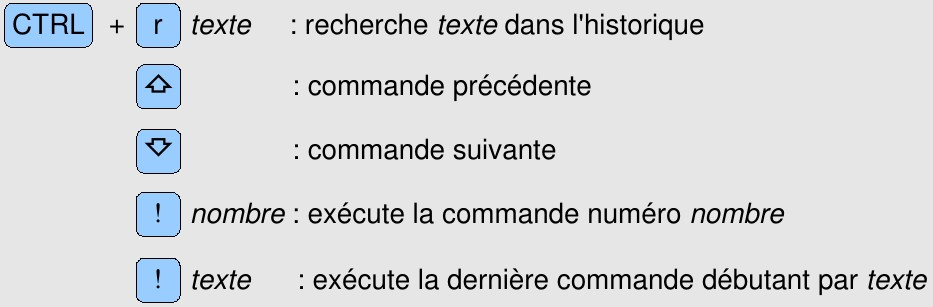 CTRL + r texte : recherche texte dans l'historique
: commande précédente
: commande suivante
! nombre : exécute la commande numéro nombre
! texte : exécute la dernière commande débutant par texte